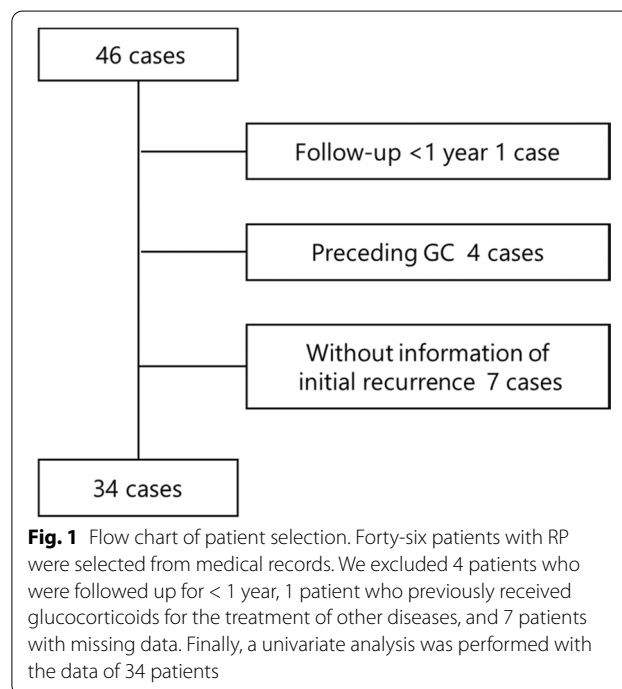 46 cases
Follow-up <1 year 1 case
Preceding GC 4 cases
Without information of
initial recurrence 7 cases
34 cases
Fig. 1 Flow chart of patient selection. Forty-six patients with RP
were selected from medical records. We excluded 4 patients who
were followed up for < 1 year, 1 patient who previously received
glucocorticoids for the treatment of other diseases, and 7 patients
with missing data. Finally, a univariate analysis was performed with
the data of 34 patients